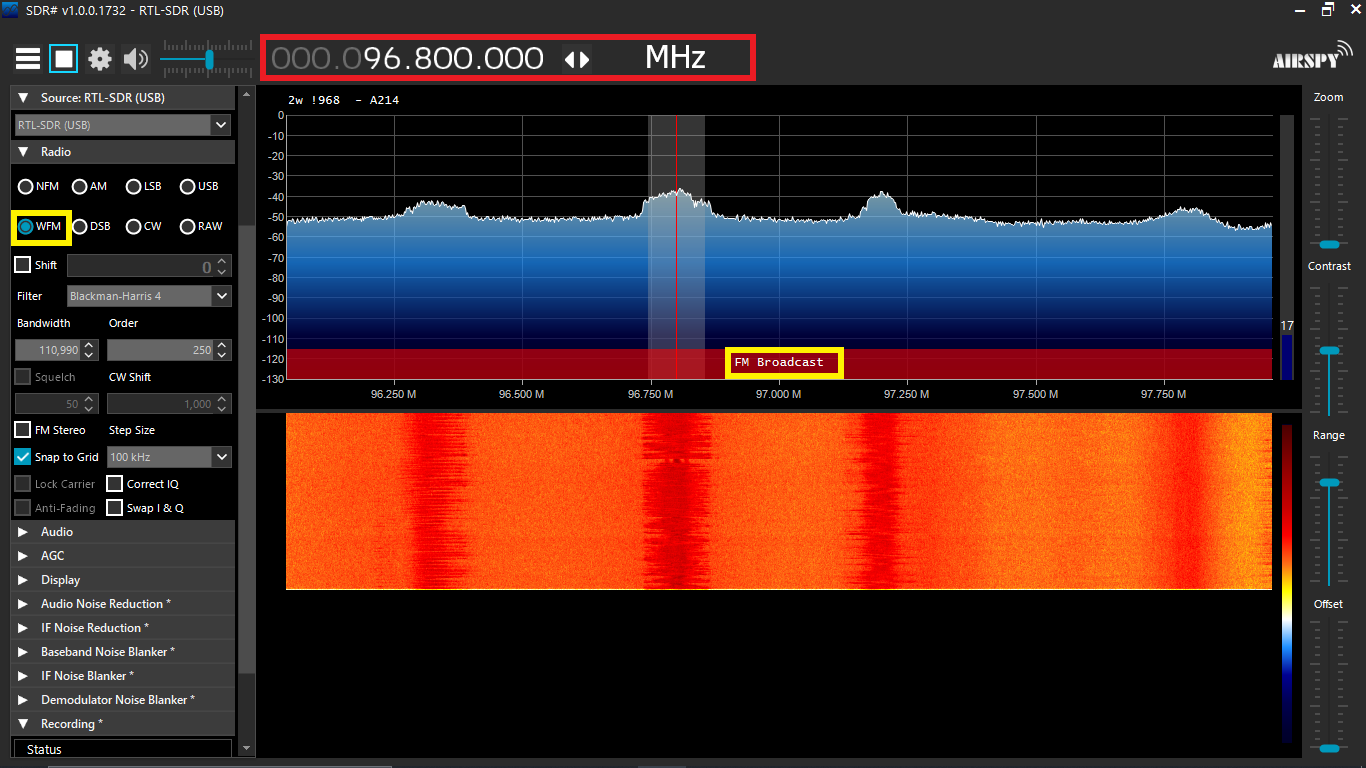 SDR# v1.0.0.1732 - RTL-SDR (USB)
000.096.800.000 MHz
AIRSPY
Source: RTL-SDR (USB)
RTL-SDR (USB)
Radio
NFM AM LSB USB
WFM DSB CW RAW
Shift 0
Filter Blackman-Harris 4
Bandwidth Order
110,990 250
Squelch CW Shift
50 1,000
FM Stereo Step Size
Snap to Grid 100 kHz
Lock Carrier Correct IQ
Anti-Fading Swap I & Q
Audio
AGC
Display
Audio Noise Reduction *
IF Noise Reduction *
Baseband Noise Blanker *
IF Noise Blanker *
Demodulator Noise Blanker *
Recording *
Status
2w !968 - A214
0
-10
-20
-30
-40
-50
-60
-70
-80
-90
-100
-110
-120
-130
FM Broadcast
96.250 M 96.500 M 96.750 M 97.000 M 97.250 M 97.500 M 97.750 M
17
Zoom
Contrast
Range
Offset